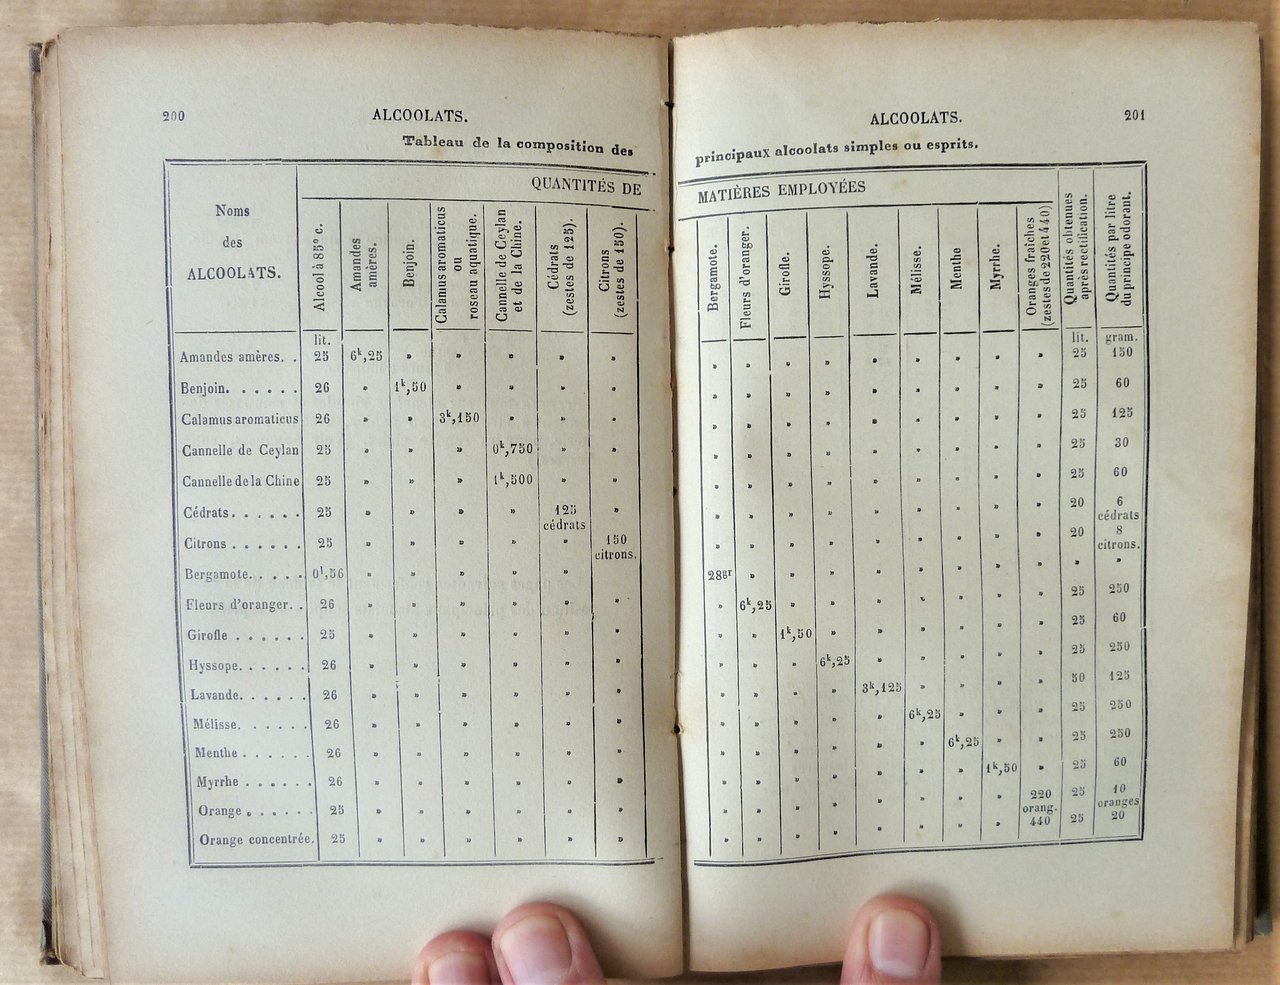 200
ALCOOLATS.
Tableau de la composition des
QUANTITÉS DE
Noms
des
ALCOOLATS.
Alcool à 85° c.
Amandes
amères.
Benjoin.
Calamus aromaticus
ou
roseau aquatique.
Cannelle de Ceylan
et de la Chine.
Cédrats
(zestes de 125).
Citrons
(zestes de 150).
lit.
Amandes amères. . 25 6k,25 » » » » »
Benjoin. . . . . . 26 » 1k,50 » » » »
Calamus aromaticus 26 » » 3k,150 » » »
Cannelle de Ceylan 25 » » » 0k,750 » »
Cannelle de la Chine 25 » » » 1k,500 » »
Cédrats. . . . . . 25 » » » » 125 »
cédrats
Citrons . . . . . . 25 » » » » » 150
citrons.
Bergamote. . . . . 0l,56 » » » » » »
Fleurs d'oranger. . 26 » » » » » »
Girofle . . . . . . 25 » » » » » »
Hyssope. . . . . . 26 » » » » » »
Lavande. . . . . . 26 » » » » » »
Mélisse. . . . . . 26 » » » » » »
Menthe . . . . . . 26 » » » » » »
Myrrhe . . . . . . 26 » » » » » »
Orange . . . . . . 25 » » » » » »
Orange concentrée. 25 » » » » » »
ALCOOLATS.
201
principaux alcoolats simples ou esprits.
MATIÈRES EMPLOYÉES
Bergamote.
Fleurs d'oranger.
Girofle.
Hyssope.
Lavande.
Mélisse.
Menthe
Myrrhe.
Oranges fraîches
(zestes de 220 et 440)
Quantités obtenues
après rectification.
Quantités par litre
du principe odorant.
lit. gram.
» » » » » » » » » 25 150
» » » » » » » » » 25 60
» » » » » » » » » 25 125
» » » » » » » » » 25 30
» » » » » » » » » 25 60
» » » » » » » » » 20 6
cédrats
» » » » » » » » » 20 8
citrons.
28gr » » » » » » » » » »
» 6k,25 » » » » » » » 25 250
» » 1k,50 » » » » » » 25 60
» » » 6k,25 » » » » » 25 250
» » » » 3k,125 » » » » 50 125
» » » » » 6k,25 » » » 25 250
» » » » » » 6k,25 » » 25 250
» » » » » » » 1k,50 » 25 60
» » » » » » » » 220 25 10
orang. oranges
» » » » » » » » 440 25 20